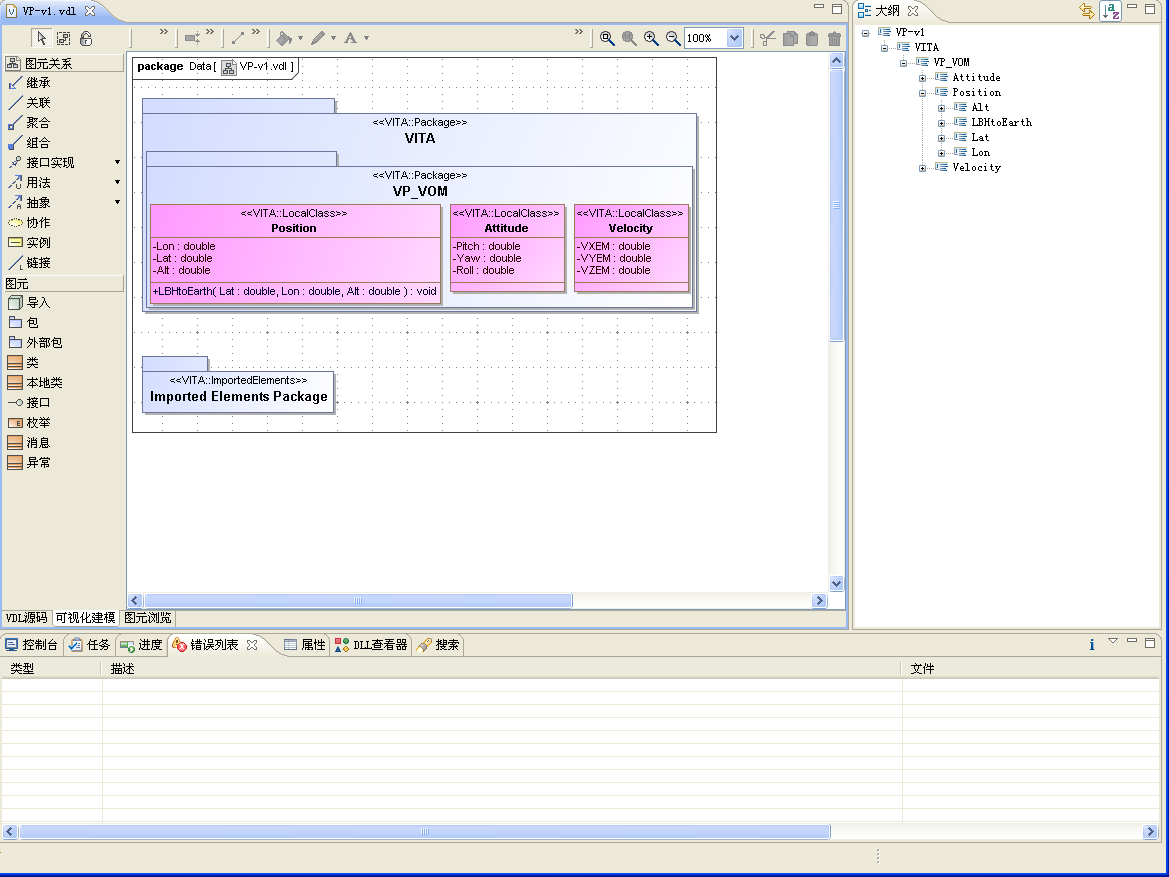 VP-v1.vdl
大纲
100%
图元关系
继承
关联
聚合
组合
接口实现
用法
抽象
协作
实例
链接
图元
导入
包
外部包
类
本地类
接口
枚举
消息
异常
package Data[ VP-v1.vdl ]
<<VITA::Package>>
VITA
<<VITA::Package>>
VP_VOM
<<VITA::LocalClass>>
Position
-Lon : double
-Lat : double
-Alt : double
+LBHtoEarth( Lat : double, Lon : double, Alt : double ) : void
<<VITA::LocalClass>>
Attitude
-Pitch : double
-Yaw : double
-Roll : double
<<VITA::LocalClass>>
Velocity
-VXEM : double
-VYEM : double
-VZEM : double
<<VITA::ImportedElements>>
Imported Elements Package
VP-v1
VITA
VP_VOM
Attitude
Position
Alt
LBHtoEarth
Lat
Lon
Velocity
VDL源码 可视化建模 图元浏览
控制台 任务 进度 错误列表 属性 DLL查看器 搜索
类型 描述 文件